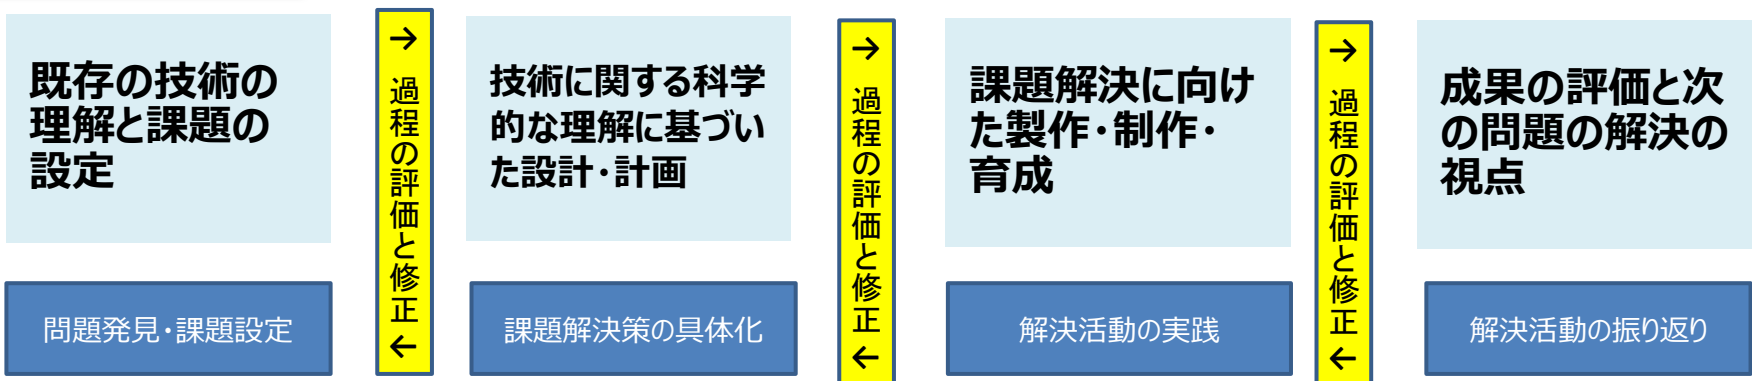 既存の技術の
理解と課題の
設定
問題発見・課題設定
→ 過程の評価と修正 ←
技術に関する科学
的な理解に基づい
た設計・計画
課題解決策の具体化
→ 過程の評価と修正 ←
課題解決に向け
た製作・制作・
育成
解決活動の実践
→ 過程の評価と修正 ←
成果の評価と次
の問題の解決の
視点
解決活動の振り返り